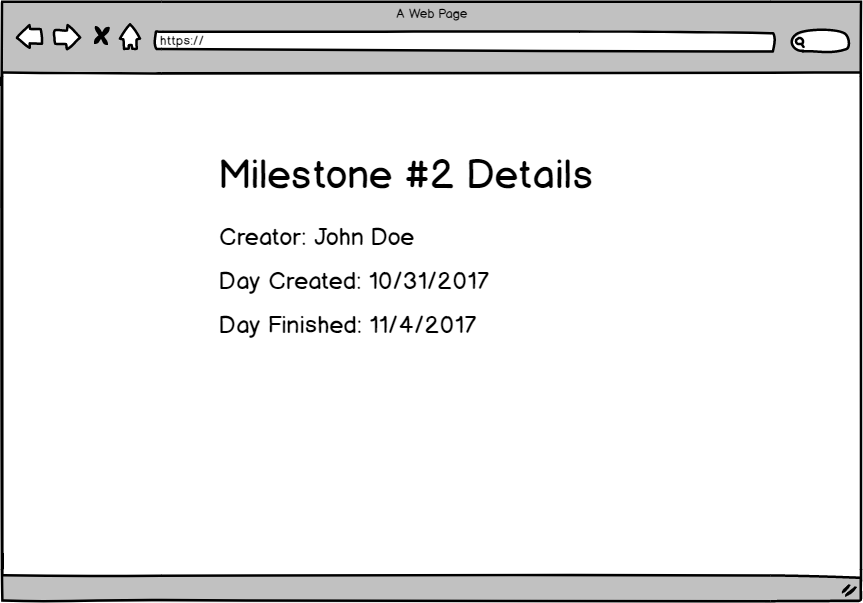 A Web Page
https://
Milestone #2 Details
Creator: John Doe
Day Created: 10/31/2017
Day Finished: 11/4/2017